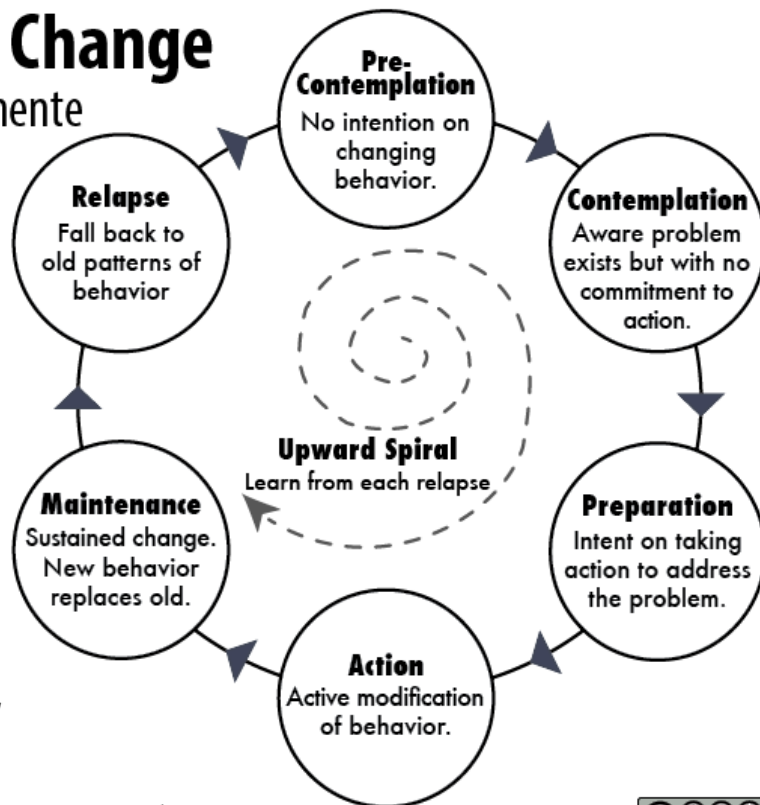 Change
nente
Pre-
Contemplation
No intention on
changing
behavior.
Relapse
Fall back to
old patterns of
behavior
Contemplation
Aware problem
exists but with no
commitment to
action.
Upward Spiral
Learn from each relapse
Maintenance
Sustained change.
New behavior
replaces old.
Preparation
Intent on taking
action to address
the problem.
Action
Active modification
of behavior.